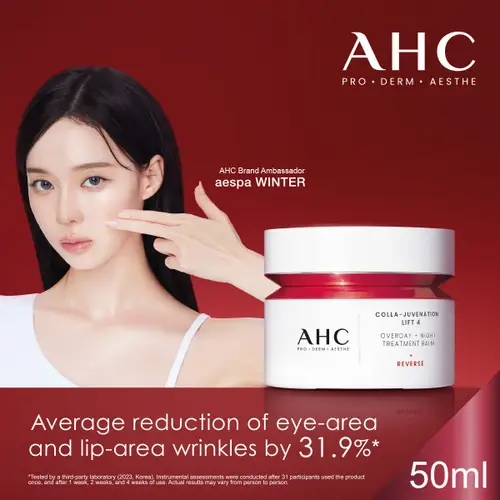 AHC
PRO • DERM • AESTHE
AHC Brand Ambassador
aespa WINTER
COLLA-JUVENATION
LIFT 4
OVERDAY + NIGHT
TREATMENT BALM
•
REVERSE
AHC
PRO • DERM • AESTHE
Average reduction of eye-area
and lip-area wrinkles by 31.9%*
*Tested by a third-party laboratory (2023, Korea). Instrumental assessments were conducted after 31 participants used the product
once, and after 1 week, 2 weeks, and 4 weeks of use. Actual results may vary from person to person.
50ml